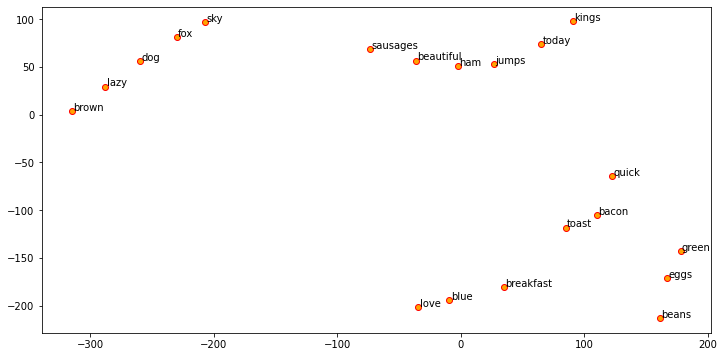 100
50
0
−50
−100
−150
−200
−300
−200
−100
0
100
200
sky
kings
fox
today
sausages
dog
beautiful
ham
jumps
lazy
brown
quick
bacon
toast
green
eggs
breakfast
blue
love
beans